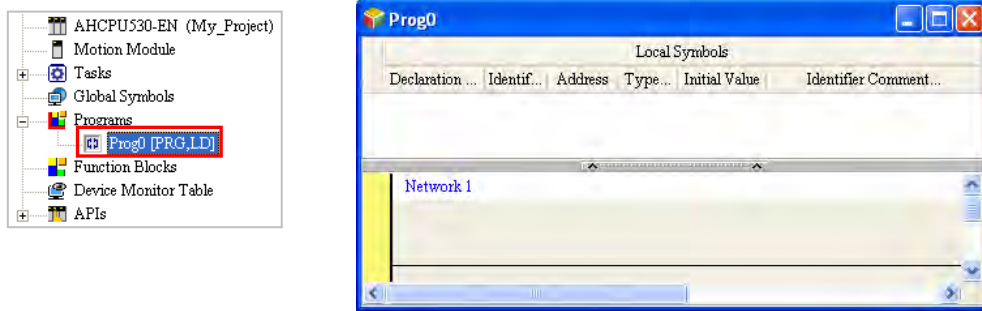 AHCPU530-EN (My_Project)
Motion Module
Tasks
Global Symbols
Programs
Prog0 [PRG,LD]
Function Blocks
Device Monitor Table
APIs
Prog0
Local Symbols
Declaration ... Identif... Address Type... Initial Value Identifier Comment...
Network 1